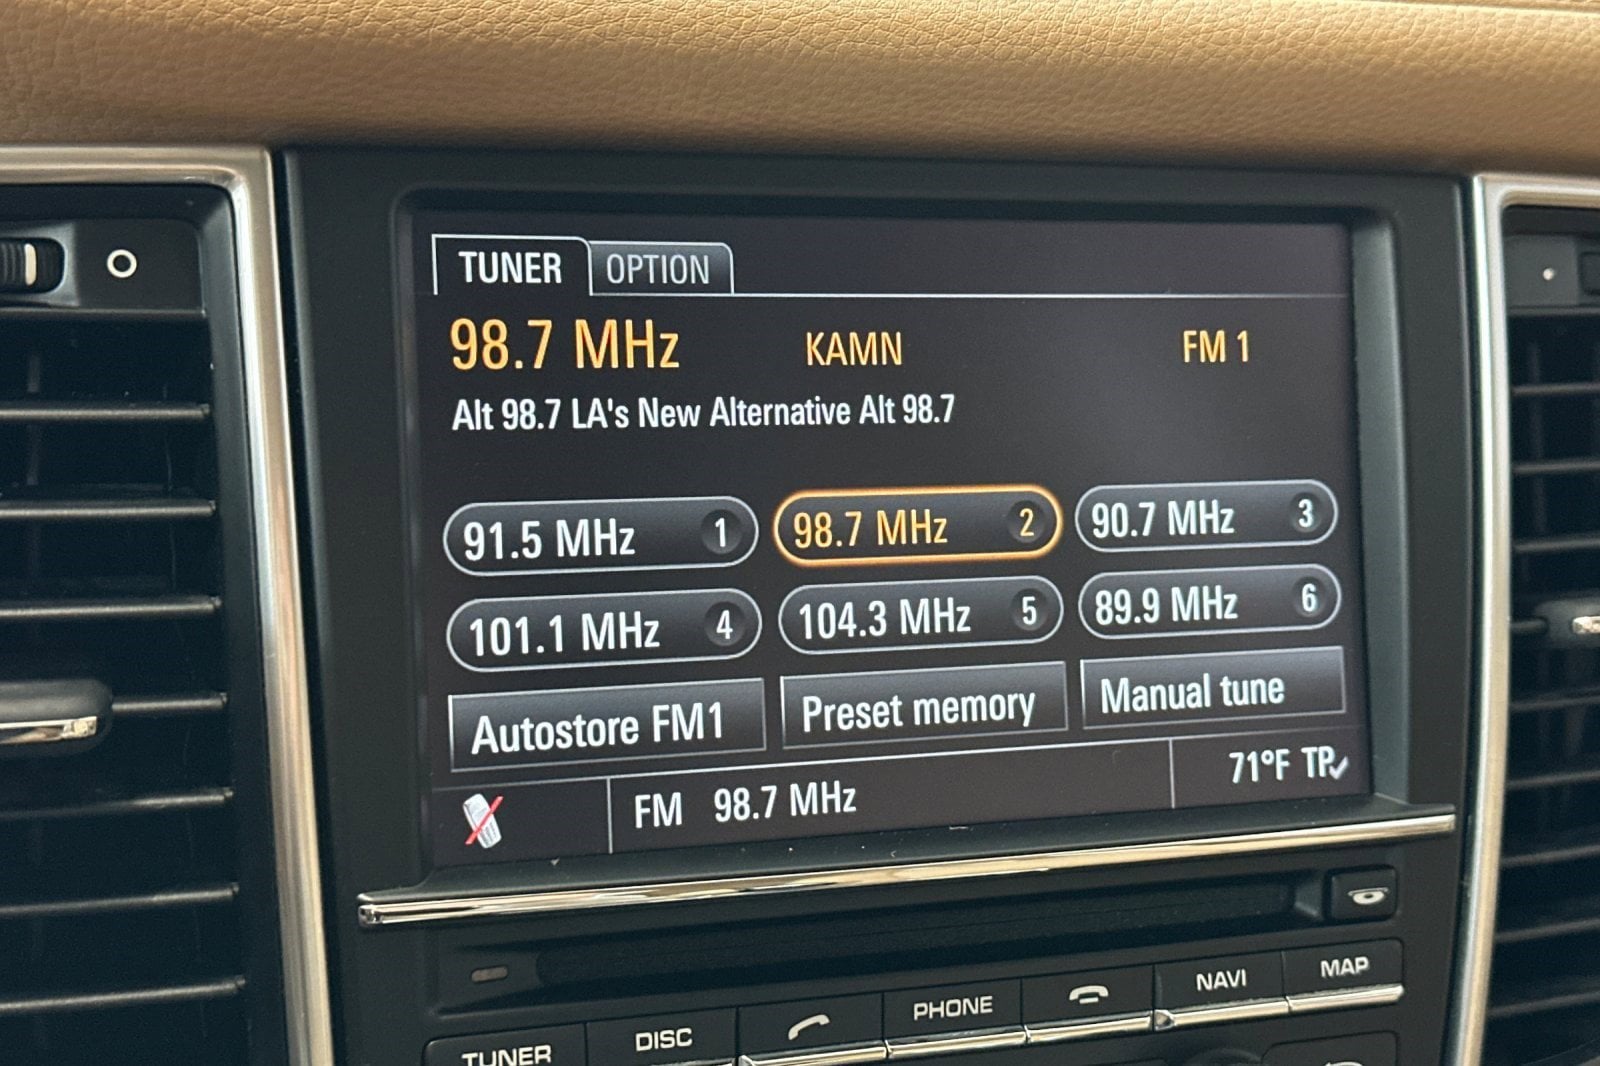 TUNER OPTION
98.7 MHz KAMN FM 1
Alt 98.7 LA's New Alternative Alt 98.7
91.5 MHz 1 98.7 MHz 2 90.7 MHz 3
101.1 MHz 4 104.3 MHz 5 89.9 MHz 6
Autostore FM1 Preset memory Manual tune
FM 98.7 MHz 71°F TP
TUNER DISC PHONE NAVI MAP